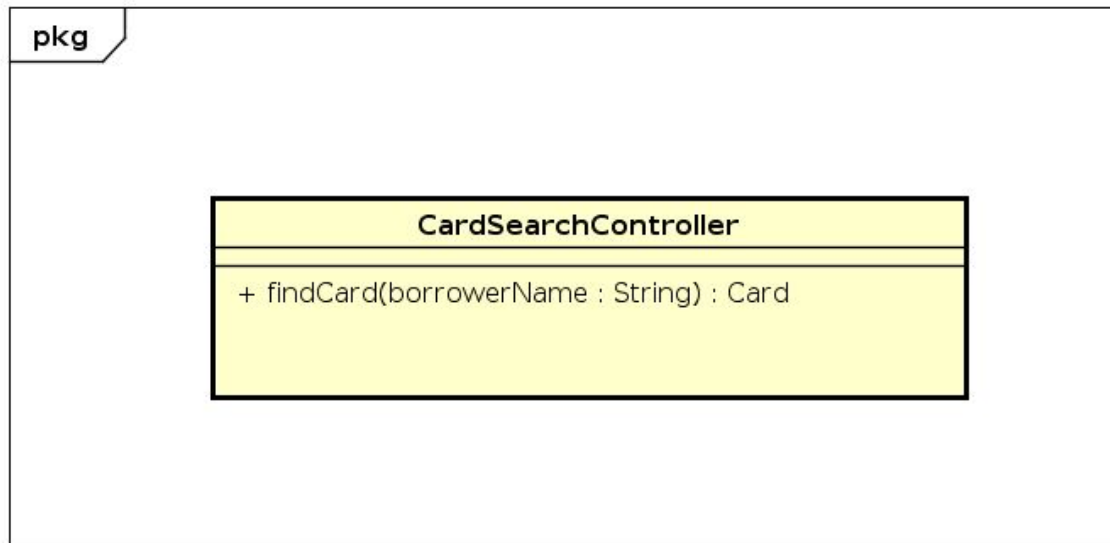 pkg
CardSearchController
+ findCard(borrowerName : String) : Card